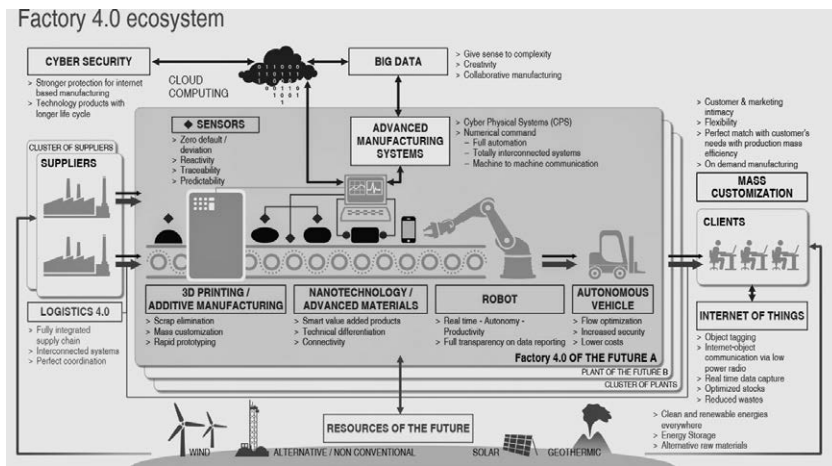 Factory 4.0 ecosystem
CYBER SECURITY
> Stronger protection for internet
based manufacturing
> Technology products with
longer life cycle
CLOUD
COMPUTING
BIG DATA
> Give sense to complexity
> Creativity
> Collaborative manufacturing
CLUSTER OF SUPPLIERS
SUPPLIERS
SENSORS
> Zero default /
deviation
> Reactivity
> Traceability
> Predictability
ADVANCED
MANUFACTURING
SYSTEMS
> Cyber Physical Systems (CPS)
> Numerical command
– Full automation
– Totally interconnected systems
– Machine to machine communication
> Customer & marketing
intimacy
> Flexibility
> Perfect match with customer's
needs with production mass
efficiency
> On demand manufacturing
MASS
CUSTOMIZATION
CLIENTS
LOGISTICS 4.0
> Fully integrated
supply chain
> Interconnected systems
> Perfect coordination
3D PRINTING /
ADDITIVE MANUFACTURING
> Scrap elimination
> Mass customization
> Rapid prototyping
NANOTECHNOLOGY /
ADVANCED MATERIALS
> Smart value added products
> Technical differentiation
> Connectivity
ROBOT
> Real time - Autonomy -
Productivity
> Full transparency on data reporting
AUTONOMOUS
VEHICLE
> Flow optimization
> Increased security
> Lower costs
Factory 4.0 OF THE FUTURE A
PLANT OF THE FUTURE B
CLUSTER OF PLANTS
INTERNET OF THINGS
> Object tagging
> Internet-object
communication via low
power radio
> Real time data capture
> Optimized stocks
> Reduced wastes
RESOURCES OF THE FUTURE
WIND
ALTERNATIVE / NON CONVENTIONAL
SOLAR
GEOTHERMIC
> Clean and renewable energies
everywhere
> Energy Storage
> Alternative raw materials